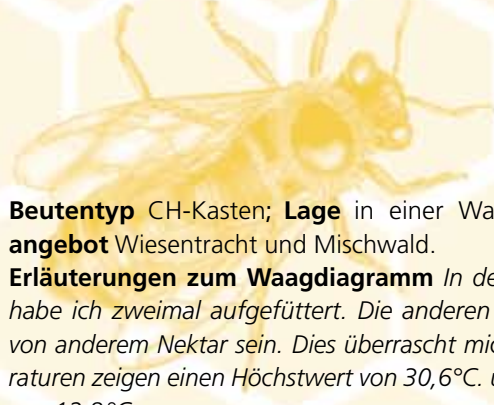 Beutentyp CH-Kasten; Lage in einer Wa
angebot Wiesentracht und Mischwald.
Erläuterungen zum Waagdiagramm In de
habe ich zweimal aufgefüttert. Die anderen
von anderem Nektar sein. Dies überrascht mic
raturen zeigen einen Höchstwert von 30,6°C. u